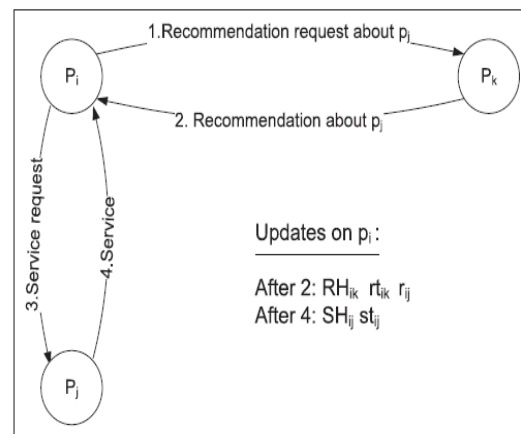 1.Recommendation request about pj
Pi
Pk
2. Recommendation about pj
3.Service request
4.Service
Updates on pi :
After 2: RHik rtik rij
After 4: SHij stij
Pj